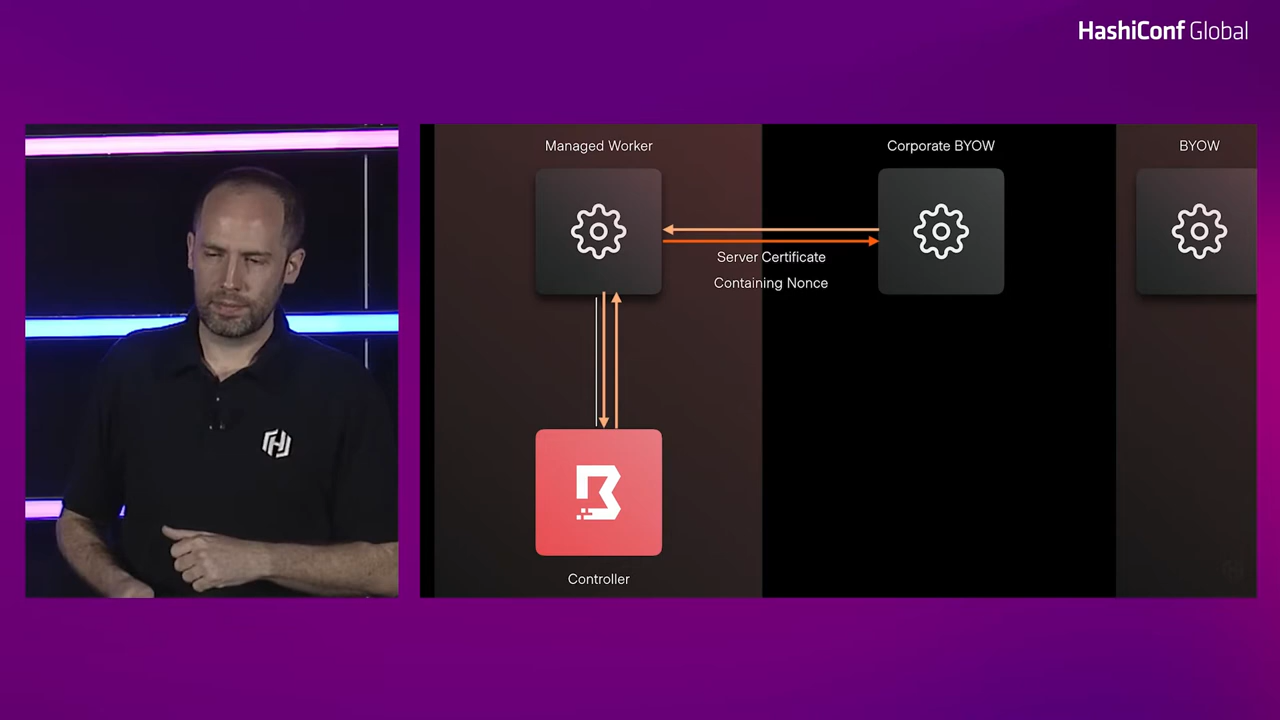 HashiConf Global
Managed Worker
Corporate BYOW
BYOW
Server Certificate
Containing Nonce
Controller